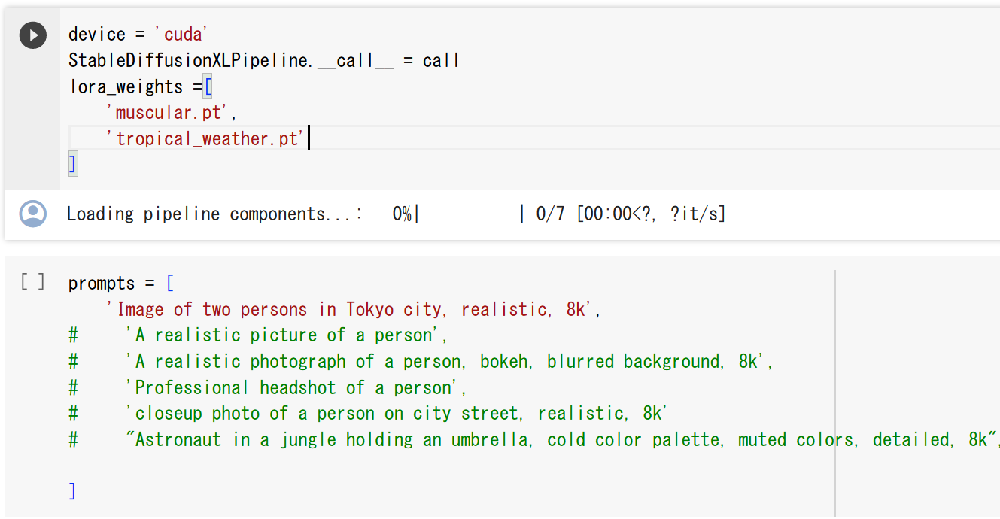 device = 'cuda'
StableDiffusionXLPipeline.__call__ = call
lora_weights =[
'muscular.pt',
'tropical_weather.pt'
]
Loading pipeline components...: 0%| | 0/7 [00:00<?, ?it/s]
[ ] prompts = [
'Image of two persons in Tokyo city, realistic, 8k',
# 'A realistic picture of a person',
# 'A realistic photograph of a person, bokeh, blurred background, 8k',
# 'Professional headshot of a person',
# 'closeup photo of a person on city street, realistic, 8k'
# "Astronaut in a jungle holding an umbrella, cold color palette, muted colors, detailed, 8k",
]